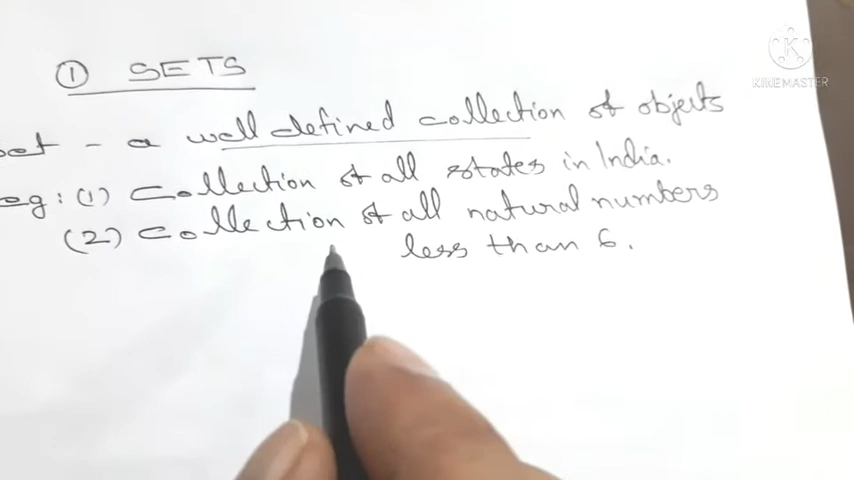 ① SETS
KINEMASTER
set - a well defined collection of objects
eg: (1) Collection of all states in India.
(2) Collection of all natural numbers
less than 6.